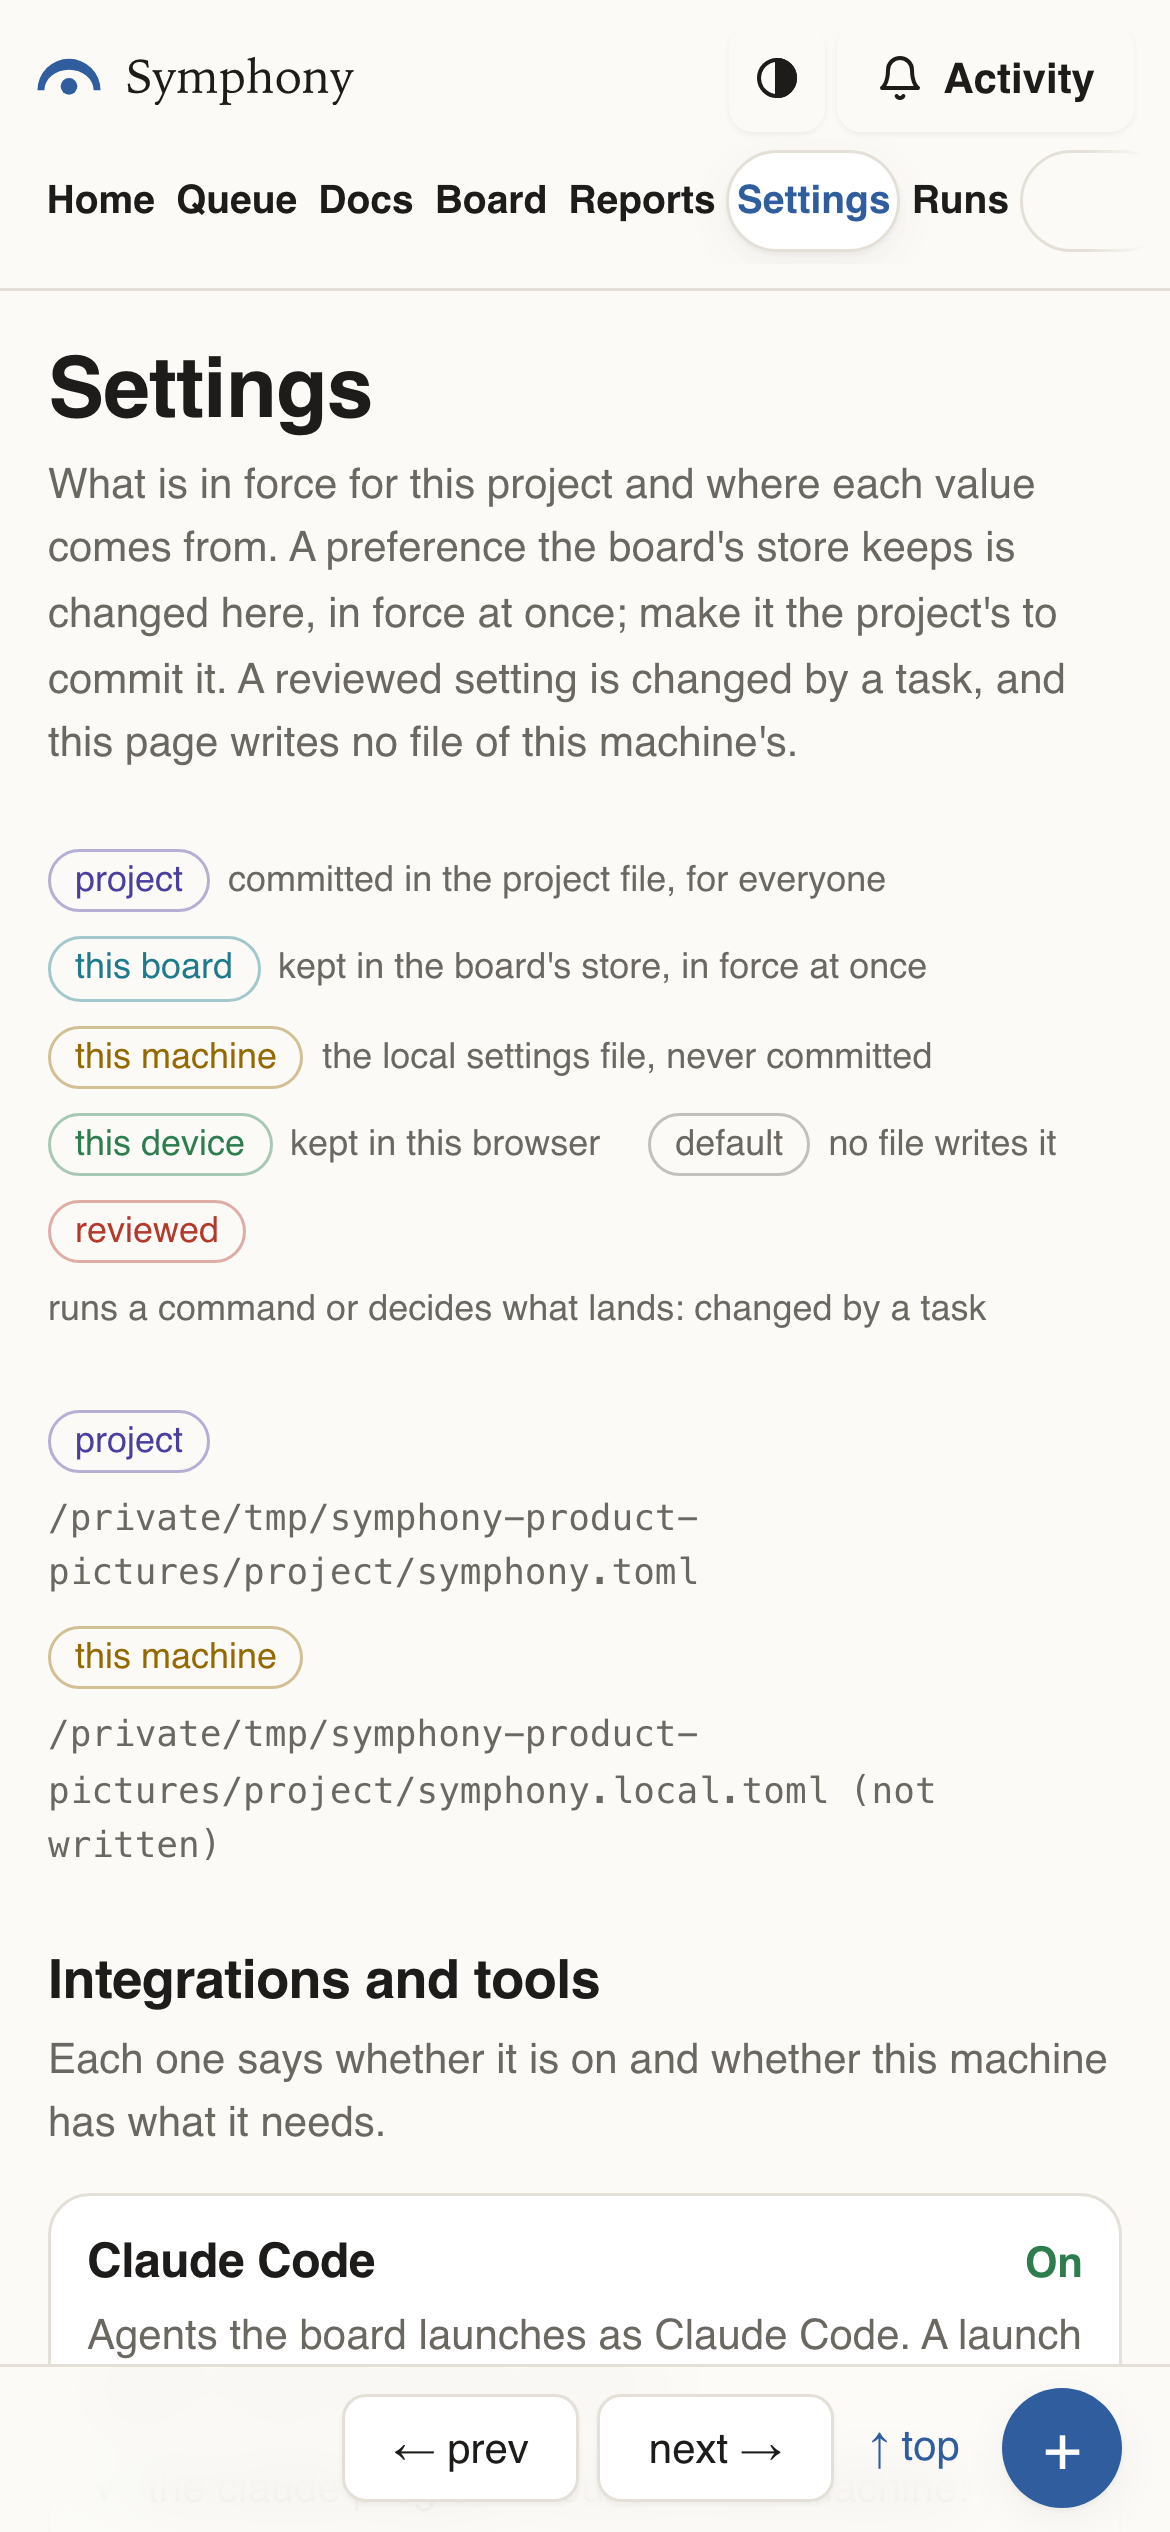 Symphony
Activity
Home Queue Docs Board Reports Settings Runs
Settings
What is in force for this project and where each value
comes from. A preference the board's store keeps is
changed here, in force at once; make it the project's to
commit it. A reviewed setting is changed by a task, and
this page writes no file of this machine's.
project committed in the project file, for everyone
this board kept in the board's store, in force at once
this machine the local settings file, never committed
this device kept in this browser default no file writes it
reviewed
runs a command or decides what lands: changed by a task
project
/private/tmp/symphony-product-
pictures/project/symphony.toml
this machine
/private/tmp/symphony-product-
pictures/project/symphony.local.toml (not
written)
Integrations and tools
Each one says whether it is on and whether this machine
has what it needs.
Claude Code On
Agents the board launches as Claude Code. A launch
← prev next → ↑ top +